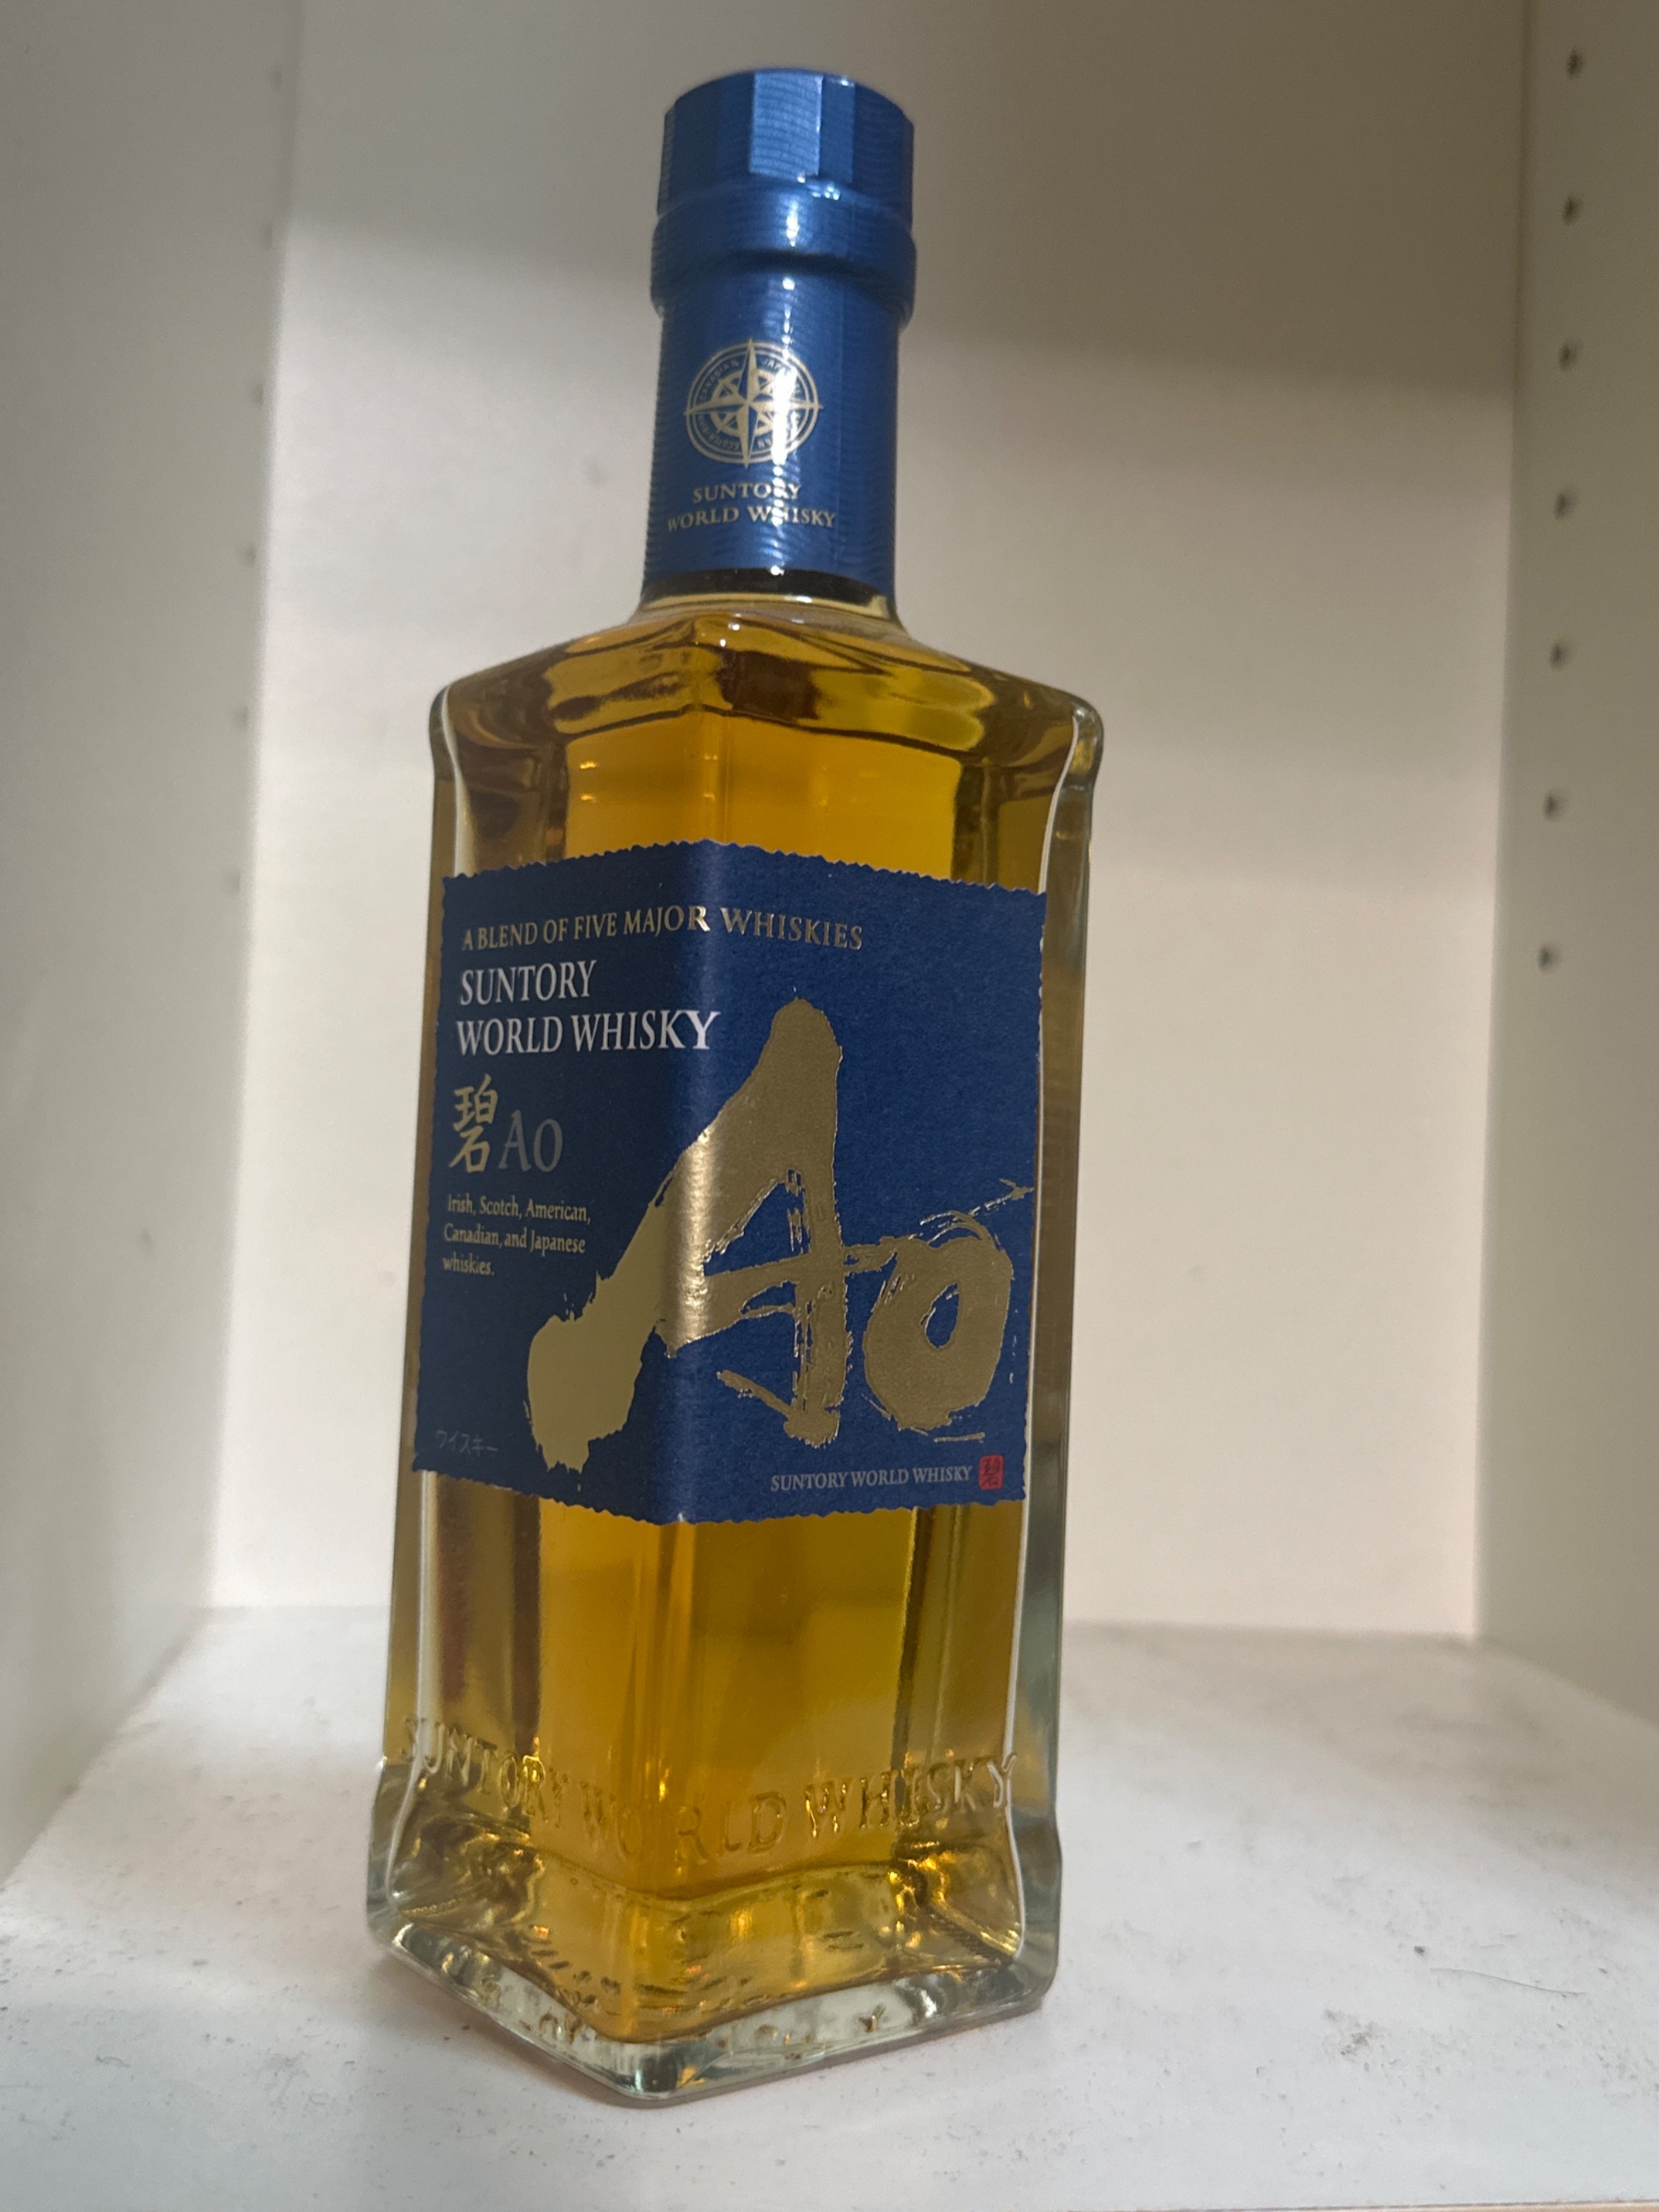 SUNTORY
WORLD WHISKY
A BLEND OF FIVE MAJOR WHISKIES
SUNTORY
WORLD WHISKY
碧 AO
Irish, Scotch, American,
Canadian, and Japanese
whiskies.
Ao
ウイスキー
SUNTORY WORLD WHISKY 碧
SUNTORY WORLD WHISKY